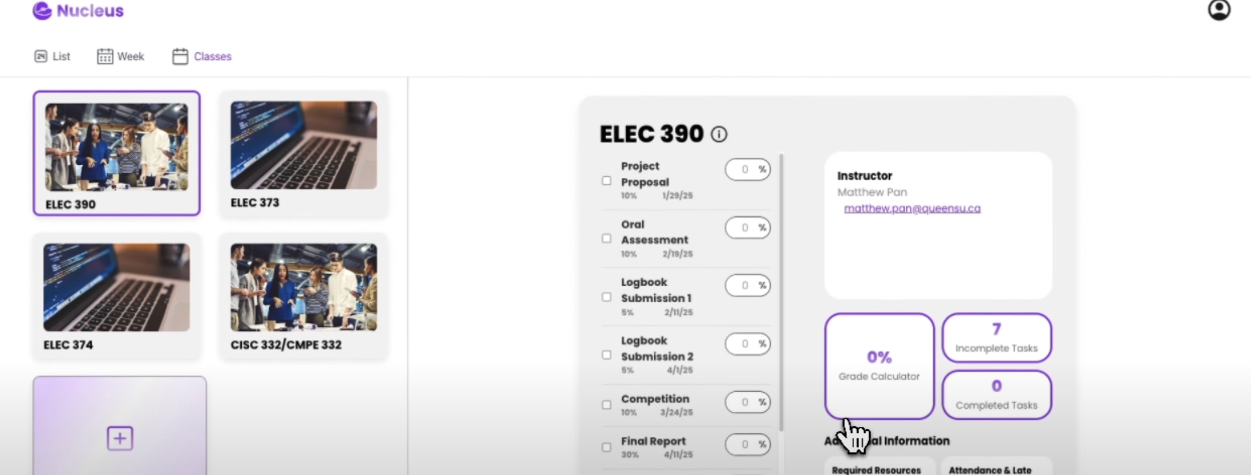 Nucleus
List
Week
Classes
ELEC 390
ELEC 373
ELEC 374
CISC 332/CMPE 332
ELEC 390
Project
Proposal
10% 1/29/25
0 %
Oral
Assessment
10% 2/19/25
0 %
Logbook
Submission 1
5% 2/11/25
0 %
Logbook
Submission 2
5% 4/1/25
0 %
Competition
10% 3/24/25
0 %
Final Report
30% 4/11/25
0 %
Instructor
Matthew Pan
matthew.pan@queensu.ca
0%
Grade Calculator
7
Incomplete Tasks
0
Completed Tasks
Information
Required Resources
Attendance & Late